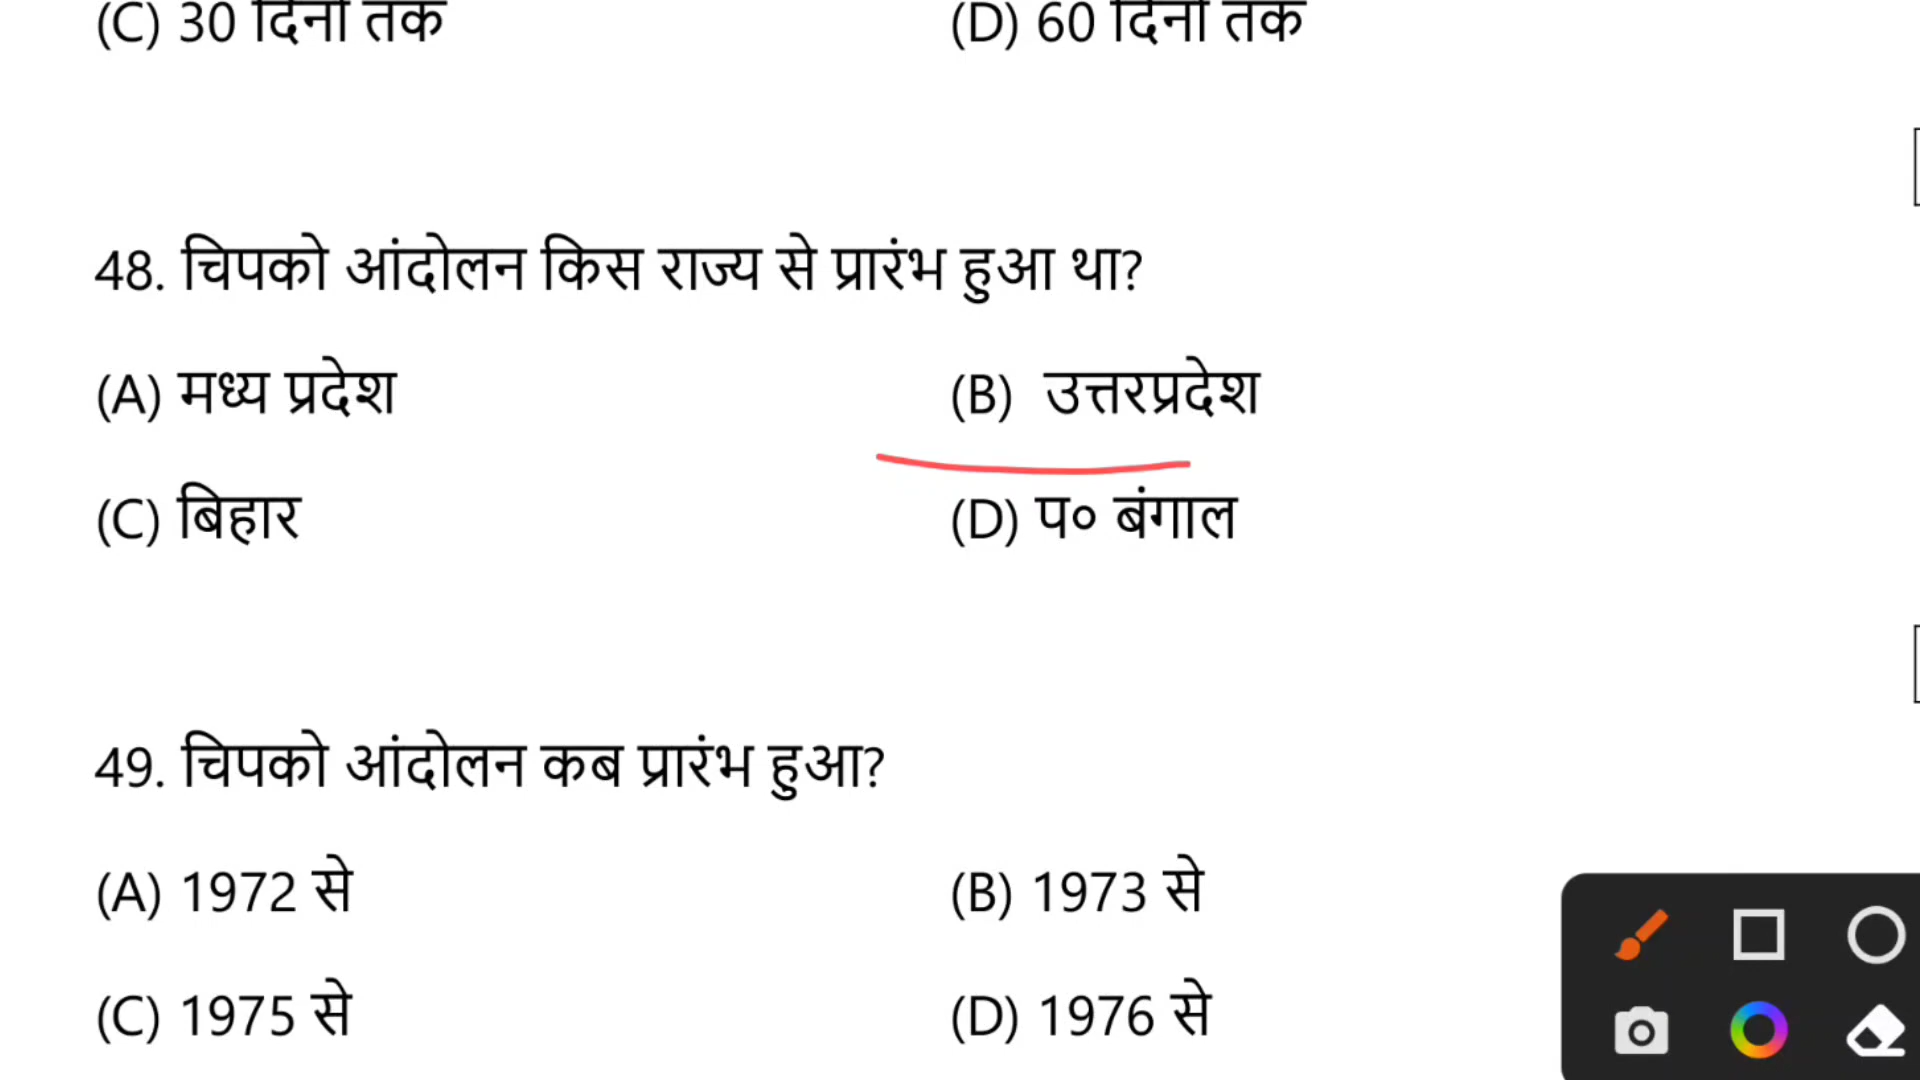 (C) 30 दिनों तक (D) 60 दिनों तक
48. चिपको आंदोलन किस राज्य से प्रारंभ हुआ था?
(A) मध्य प्रदेश (B) उत्तरप्रदेश
(C) बिहार (D) प० बंगाल
49. चिपको आंदोलन कब प्रारंभ हुआ?
(A) 1972 से (B) 1973 से
(C) 1975 से (D) 1976 से